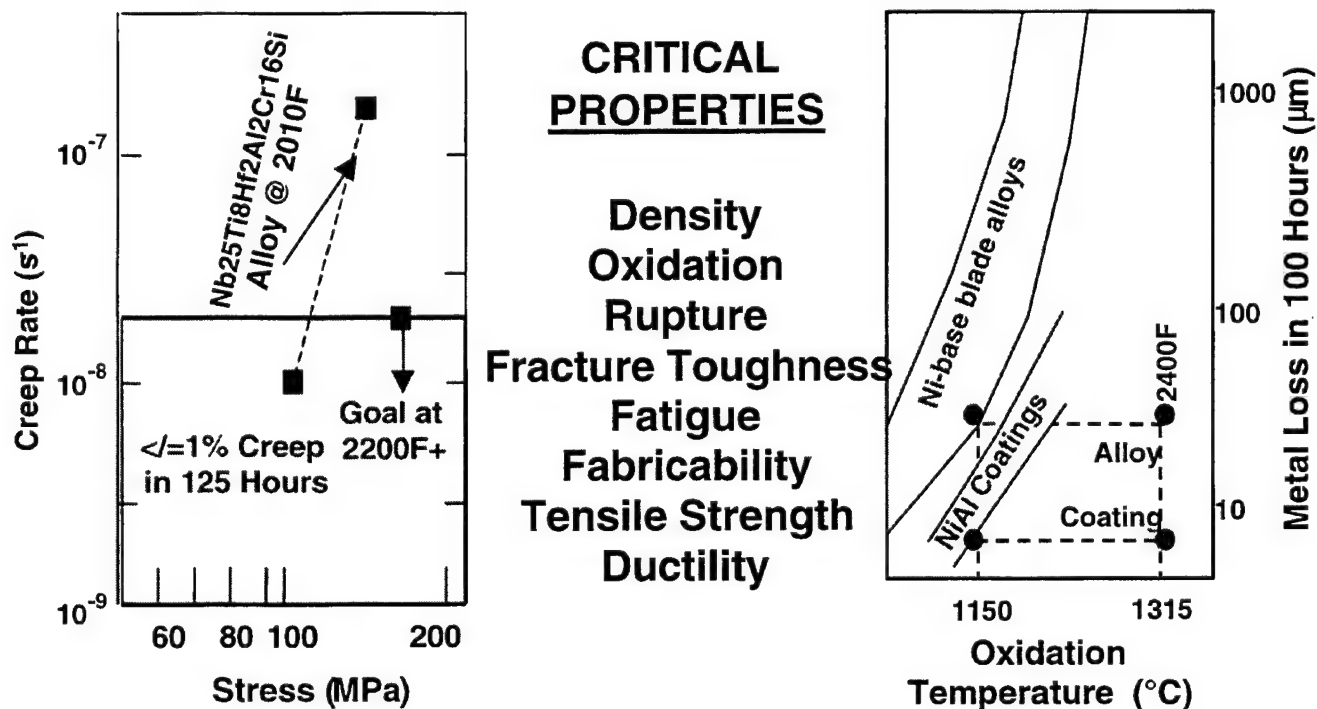 Creep Rate (s¹)
10⁻⁷
10⁻⁸
10⁻⁹
Nb25Ti8Hf2Al2Cr16Si
Alloy @ 2010F
</=1% Creep
in 125 Hours
Goal at
2200F+
60
80
100
200
Stress (MPa)
CRITICAL
PROPERTIES
Density
Oxidation
Rupture
Fracture Toughness
Fatigue
Fabricability
Tensile Strength
Ductility
Ni-base blade alloys
NiAl Coatings
2400F
Alloy
Coating
1150
1315
Oxidation
Temperature (°C)
1000
100
10
Metal Loss in 100 Hours (µm)